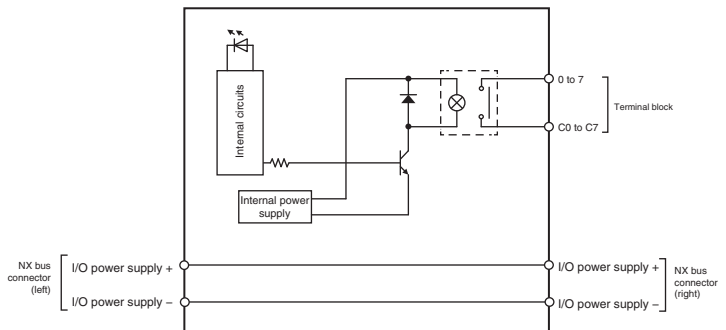 Internal circuits
0 to 7
Terminal block
C0 to C7
Internal power
supply
NX bus
connector
(left)
I/O power supply +
I/O power supply –
I/O power supply +
I/O power supply –
NX bus
connector
(right)